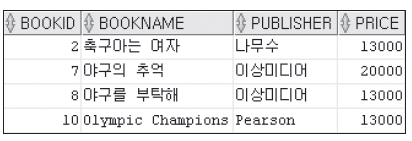 BOOKID BOOKNAME PUBLISHER PRICE
2 축구아는 여자 나무수 13000
7 야구의 추억 이상미디어 20000
8 야구를 부탁해 이상미디어 13000
10 Olympic Champions Pearson 13000